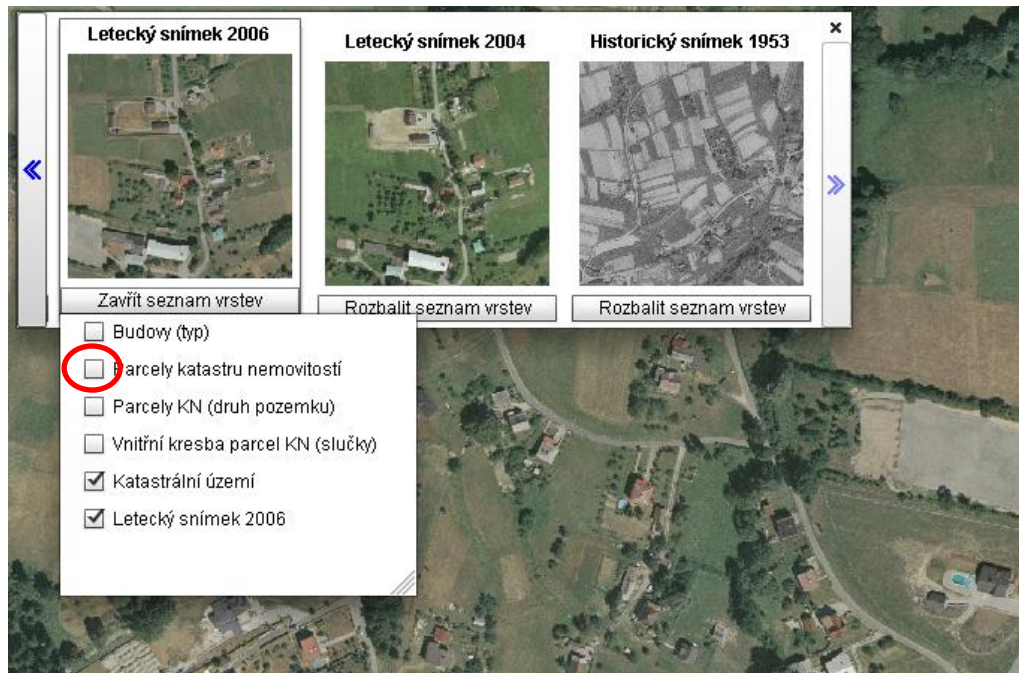 Letecký snímek 2006
Letecký snímek 2004
Historický snímek 1953
Zavřít seznam vrstev
Rozbalit seznam vrstev
Rozbalit seznam vrstev
Budovy (typ)
Parcely katastru nemovitostí
Parcely KN (druh pozemku)
Vnitřní kresba parcel KN (slučky)
Katastrální území
Letecký snímek 2006